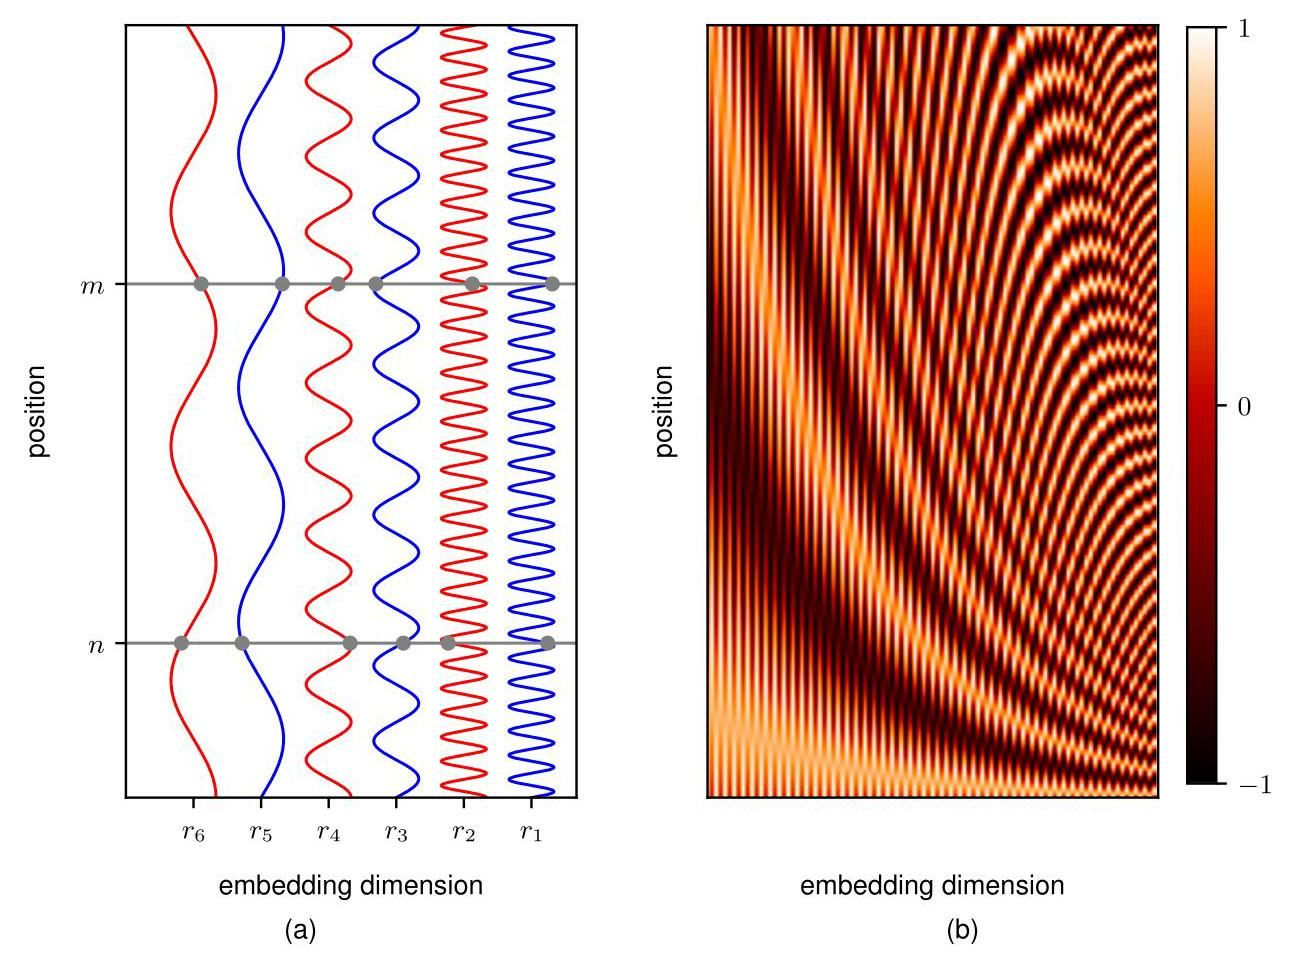 1
m
position
position
0
n
−1
r₆ r₅ r₄ r₃ r₂ r₁
embedding dimension
embedding dimension
(a)
(b)